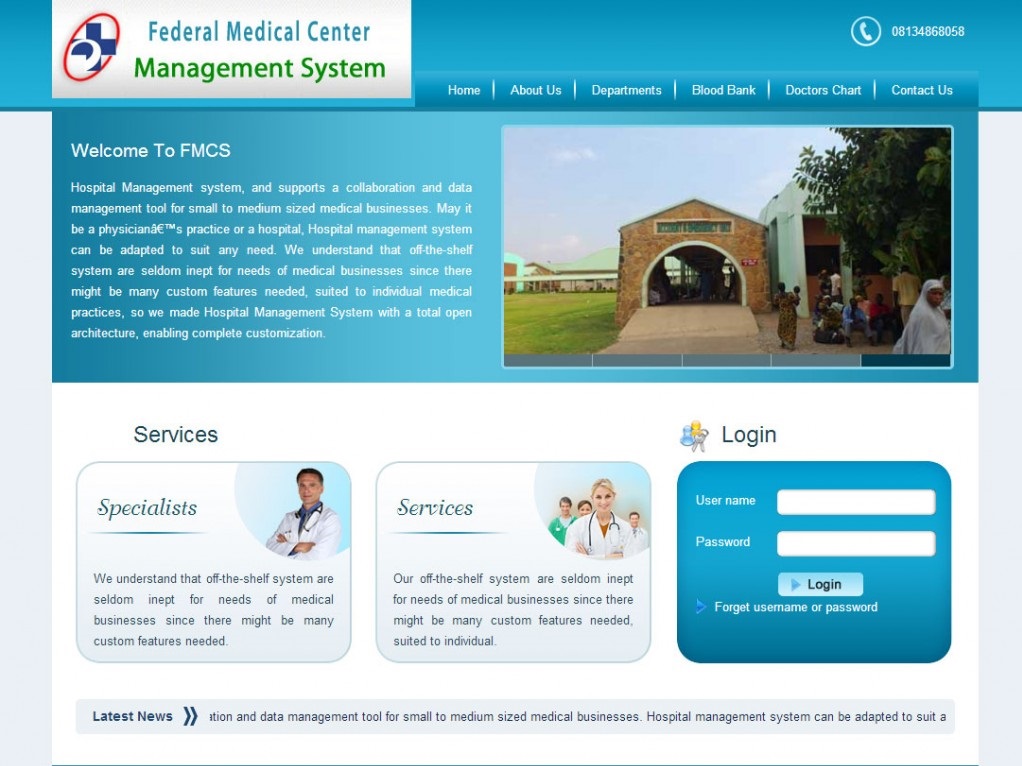 Federal Medical Center
Management System
08134868058
Home
About Us
Departments
Blood Bank
Doctors Chart
Contact Us
Welcome To FMCS
Hospital Management system, and supports a collaboration and data
management tool for small to medium sized medical businesses. May it
be a physicianâ€™s practice or a hospital, Hospital management system
can be adapted to suit any need. We understand that off-the-shelf
system are seldom inept for needs of medical businesses since there
might be many custom features needed, suited to individual medical
practices, so we made Hospital Management System with a total open
architecture, enabling complete customization.
Services
Specialists
We understand that off-the-shelf system are
seldom inept for needs of medical
businesses since there might be many
custom features needed.
Services
Our off-the-shelf system are seldom inept
for needs of medical businesses since there
might be many custom features needed,
suited to individual.
Login
User name
Password
Login
Forget username or password
Latest News
ation and data management tool for small to medium sized medical businesses. Hospital management system can be adapted to suit a